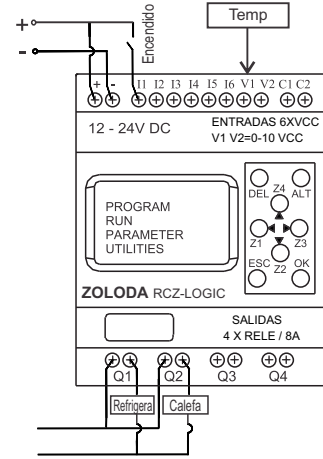 +
-
Encendido
Temp
+ - I1 I2 I3 I4 I5 I6 V1 V2 C1 C2
12 - 24V DC
ENTRADAS 6XVCC
V1 V2=0-10 VCC
PROGRAM
RUN
PARAMETER
UTILITIES
DEL Z4 ALT
Z1 Z3
ESC Z2 OK
ZOLODA RCZ-LOGIC
SALIDAS
4 X RELE / 8A
Q1 Q2 Q3 Q4
Refrigera Calefa